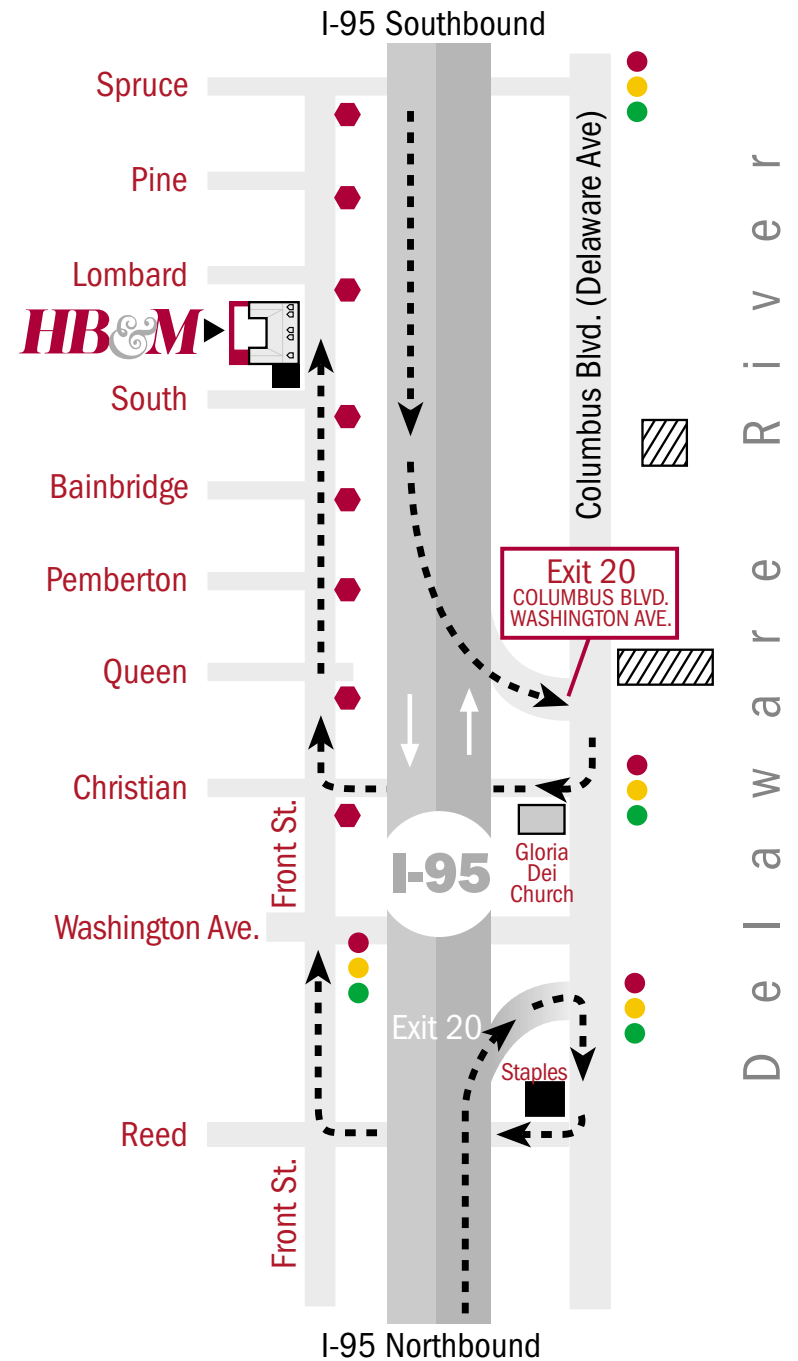 I-95 Southbound
Spruce
Pine
Lombard
HB&M
South
Bainbridge
Pemberton
Queen
Christian
Front St.
Washington Ave.
Reed
Front St.
Columbus Blvd. (Delaware Ave)
Exit 20
COLUMBUS BLVD.
WASHINGTON AVE.
Gloria
Dei
Church
I-95
Exit 20
Staples
Delaware River
I-95 Northbound